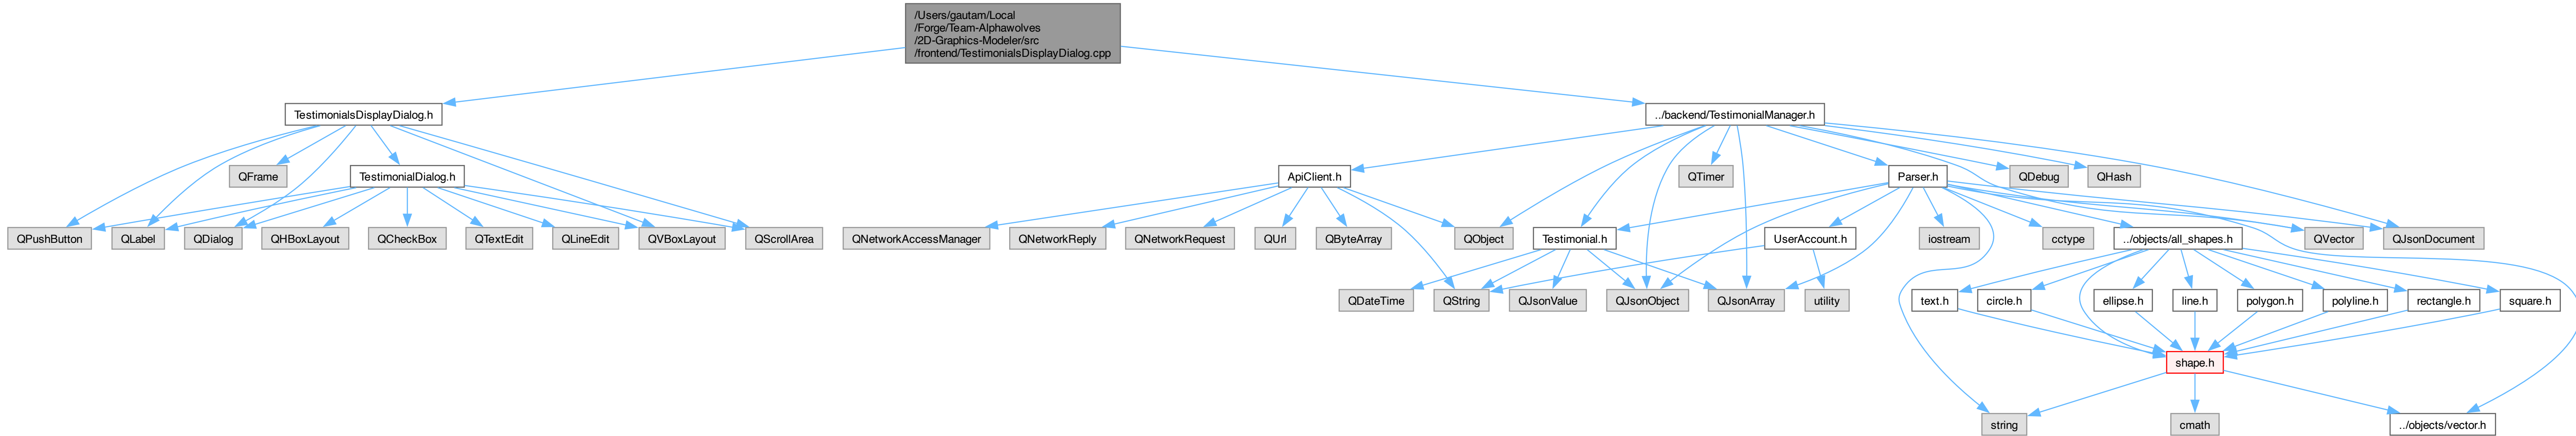 /Users/gautam/Local
/Forge/Team-Alphawolves
/2D-Graphics-Modeler/src
/frontend/TestimonialsDisplayDialog.cpp
TestimonialsDisplayDialog.h
../backend/TestimonialManager.h
QFrame
TestimonialDialog.h
ApiClient.h
QTimer
Parser.h
QDebug
QHash
QPushButton
QLabel
QDialog
QHBoxLayout
QCheckBox
QTextEdit
QLineEdit
QVBoxLayout
QScrollArea
QNetworkAccessManager
QNetworkReply
QNetworkRequest
QUrl
QByteArray
QObject
Testimonial.h
UserAccount.h
iostream
cctype
../objects/all_shapes.h
QVector
QJsonDocument
QDateTime
QString
QJsonValue
QJsonObject
QJsonArray
utility
text.h
circle.h
ellipse.h
line.h
polygon.h
polyline.h
rectangle.h
square.h
shape.h
string
cmath
../objects/vector.h